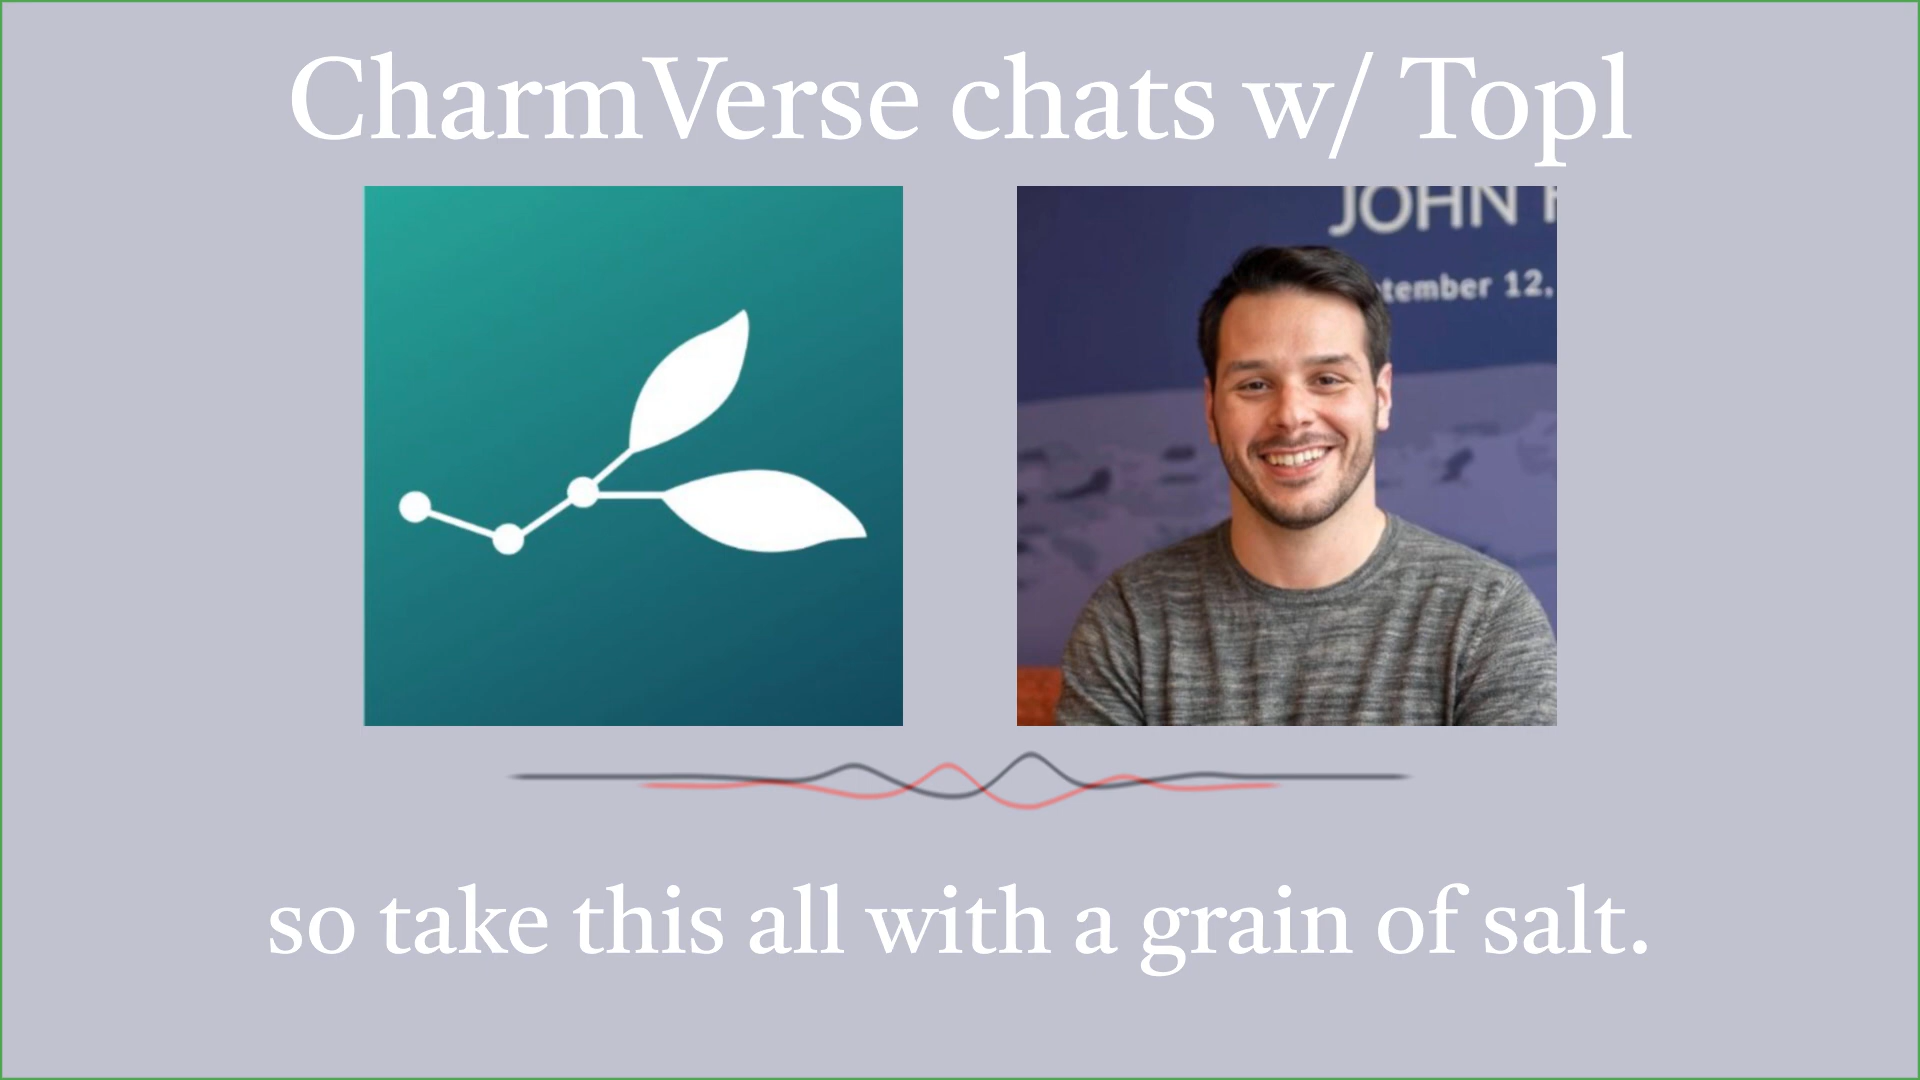 CharmVerse chats w/ Topl
JOHN
tember 12,
so take this all with a grain of salt.